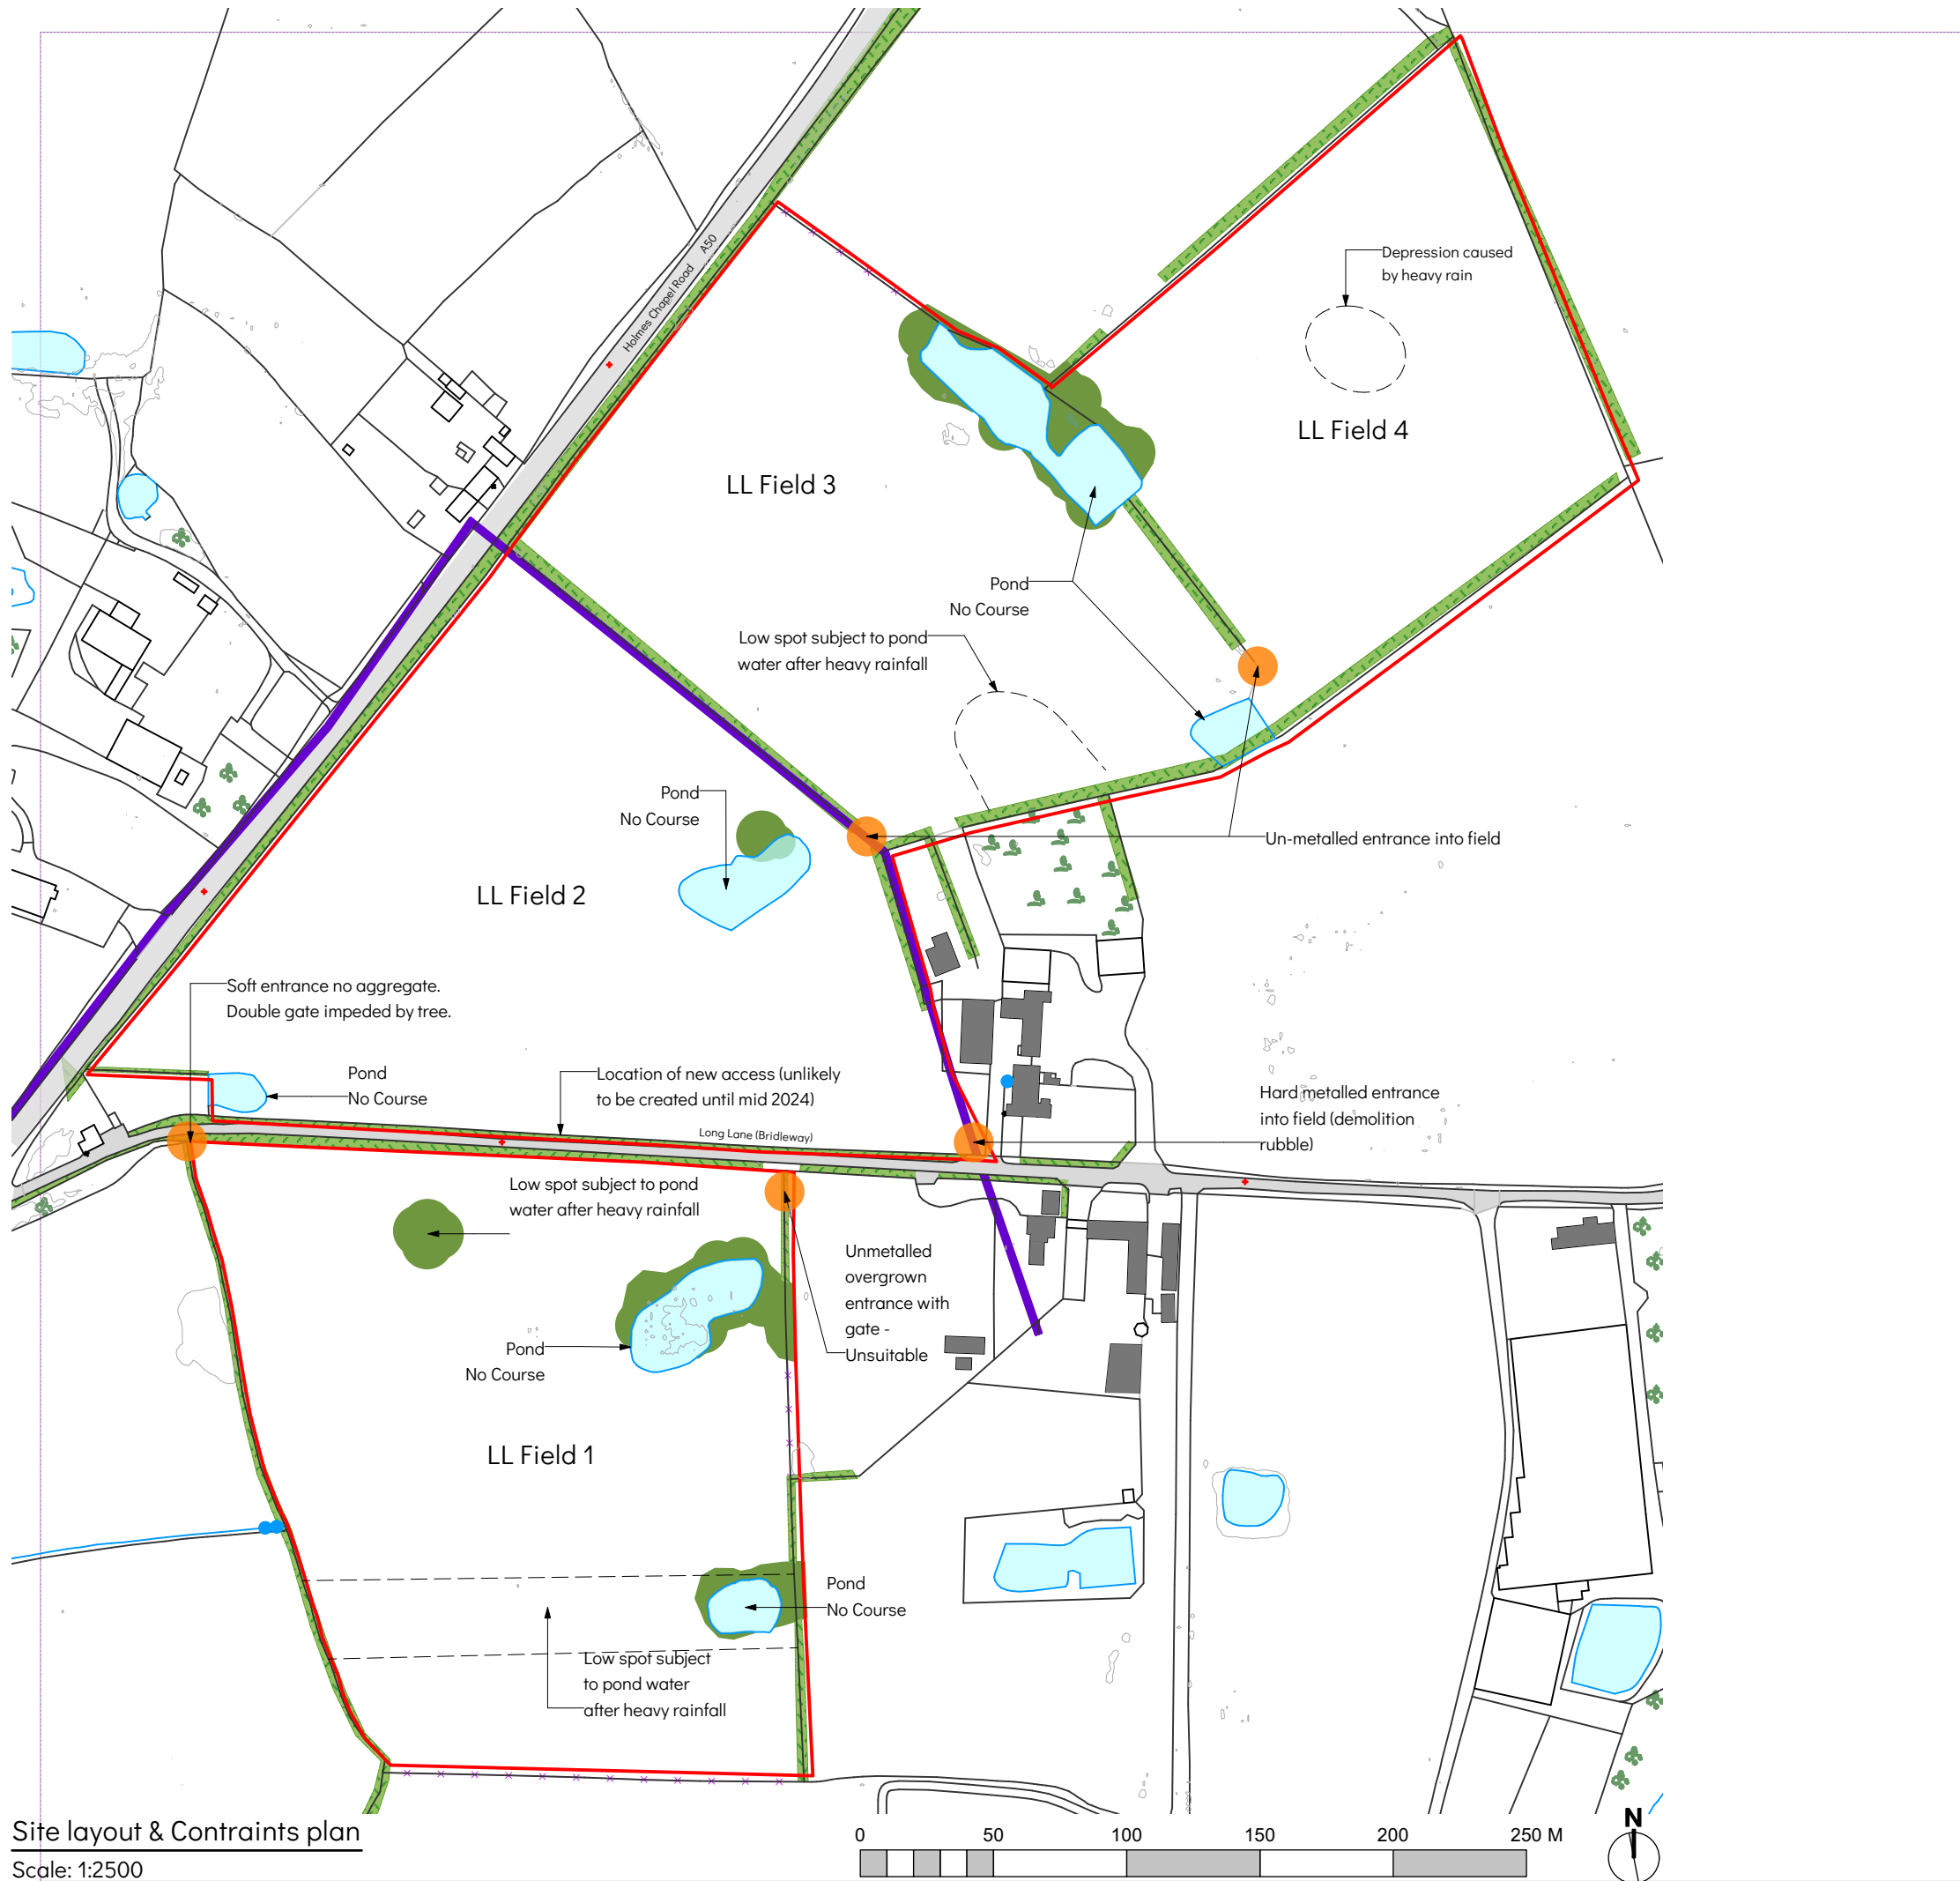 Holmes Chapel Road   A50
Depression caused
by heavy rain
LL Field 4
LL Field 3
Pond
No Course
Low spot subject to pond
water after heavy rainfall
Pond
No Course
Un-metalled entrance into field
LL Field 2
Soft entrance no aggregate.
Double gate impeded by tree.
Pond
No Course
Location of new access (unlikely
to be created until mid 2024)
Long Lane (Bridleway)
Hard metalled entrance
into field (demolition
rubble)
Low spot subject to pond
water after heavy rainfall
Unmetalled
overgrown
entrance with
gate -
Unsuitable
Pond
No Course
LL Field 1
Pond
No Course
Low spot subject
to pond water
after heavy rainfall
Site layout & Contraints plan
Scale: 1:2500
0 50 100 150 200 250 M
N